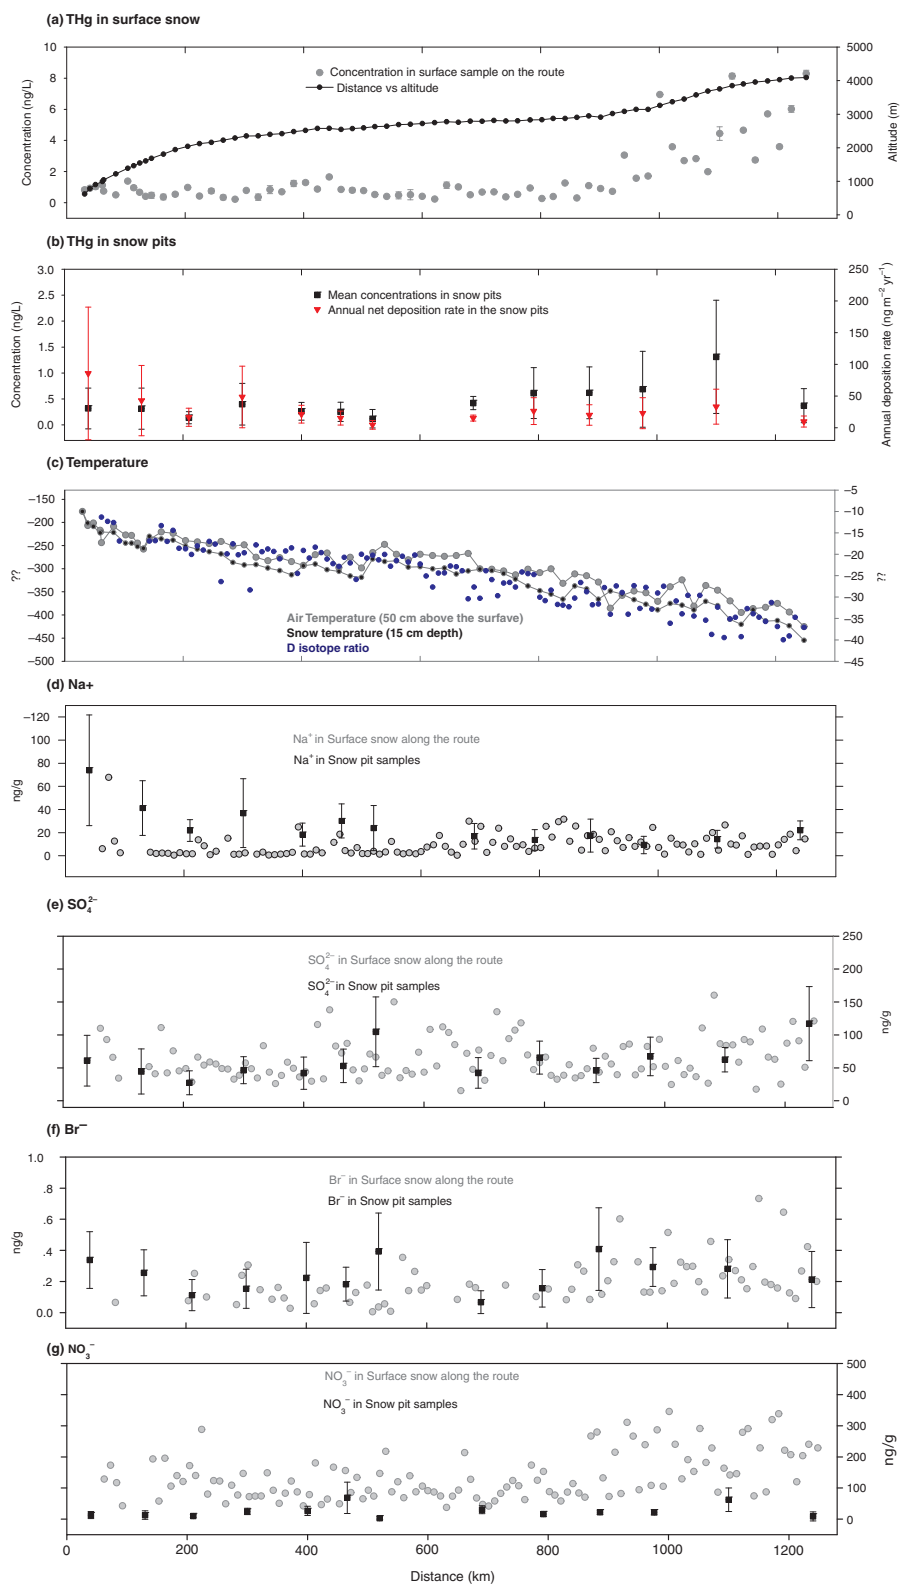 (a) THg in surface snow
10
8
6
4
2
0
Concentration (ng/L)
Concentration in surface sample on the route
Distance vs altitude
5000
4000
3000
2000
1000
0
Altitude (m)
(b) THg in snow pits
3.0
2.5
2.0
1.5
1.0
.5
0.0
Concentration (ng/L)
Mean concentrations in snow pits
Annual net deposition rate in the snow pits
250
200
150
100
50
0
Annual deposition rate (ng m−2 yr−1)
(c) Temperature
−150
−200
−250
−300
−350
−400
−450
−500
??
Air Temperature (50 cm above the surfave)
Snow temprature (15 cm depth)
D isotope ratio
−5
−10
−15
−20
−25
−30
−35
−40
−45
??
(d) Na+
−120
100
80
60
40
20
0
ng/g
Na+ in Surface snow along the route
Na+ in Snow pit samples
(e) SO4 2−
SO4 2− in Surface snow along the route
SO4 2− in Snow pit samples
250
200
150
100
50
0
ng/g
(f) Br−
1.0
.8
.6
.4
.2
0.0
ng/g
Br− in Surface snow along the route
Br− in Snow pit samples
(g) NO3−
NO3− in Surface snow along the route
NO3− in Snow pit samples
500
400
300
200
100
0
ng/g
0 200 400 600 800 1000 1200
Distance (km)